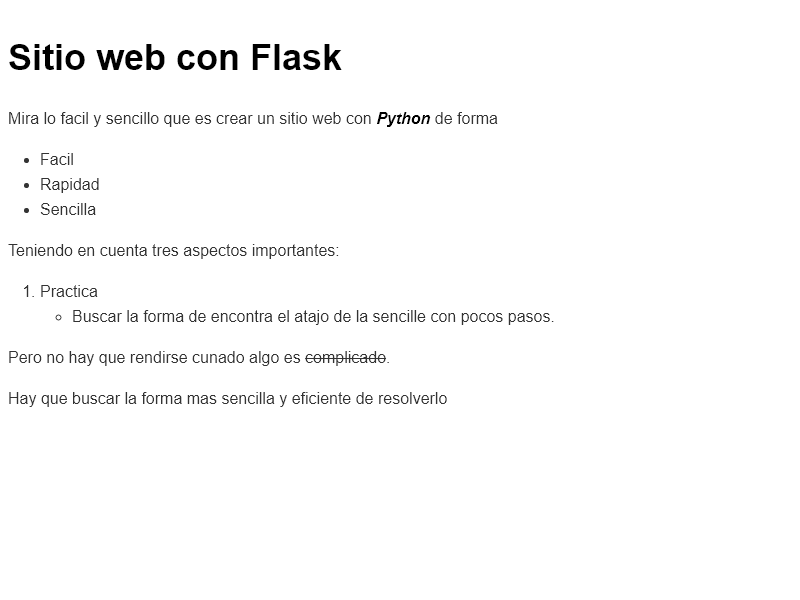 Sitio web con Flask
Mira lo facil y sencillo que es crear un sitio web con Python de forma
• Facil
• Rapidad
• Sencilla
Teniendo en cuenta tres aspectos importantes:
1. Practica
◦ Buscar la forma de encontra el atajo de la sencille con pocos pasos.
Pero no hay que rendirse cunado algo es complicado.
Hay que buscar la forma mas sencilla y eficiente de resolverlo